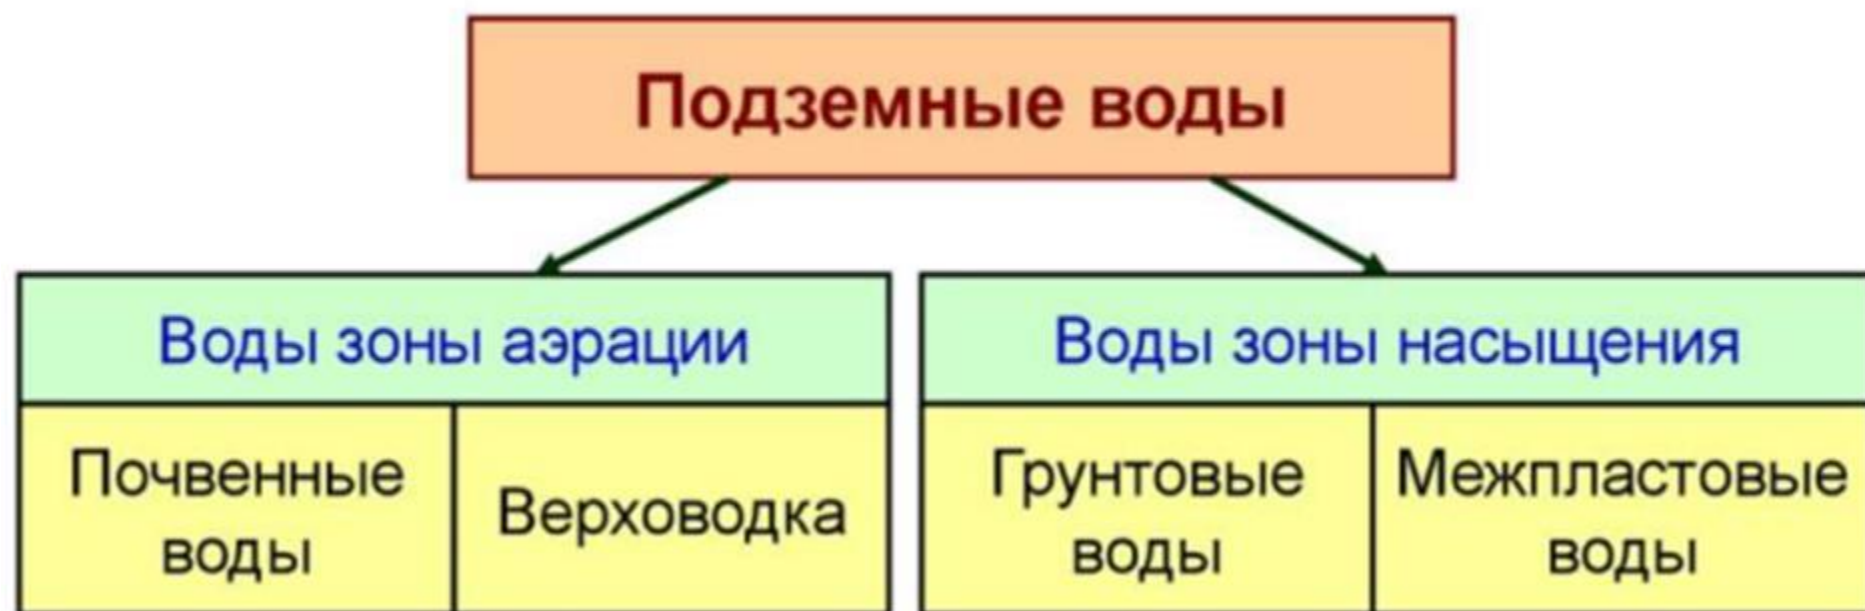 Подземные воды
Воды зоны аэрации
Воды зоны насыщения
Почвенные
воды
Верховодка
Грунтовые
воды
Межпластовые
воды